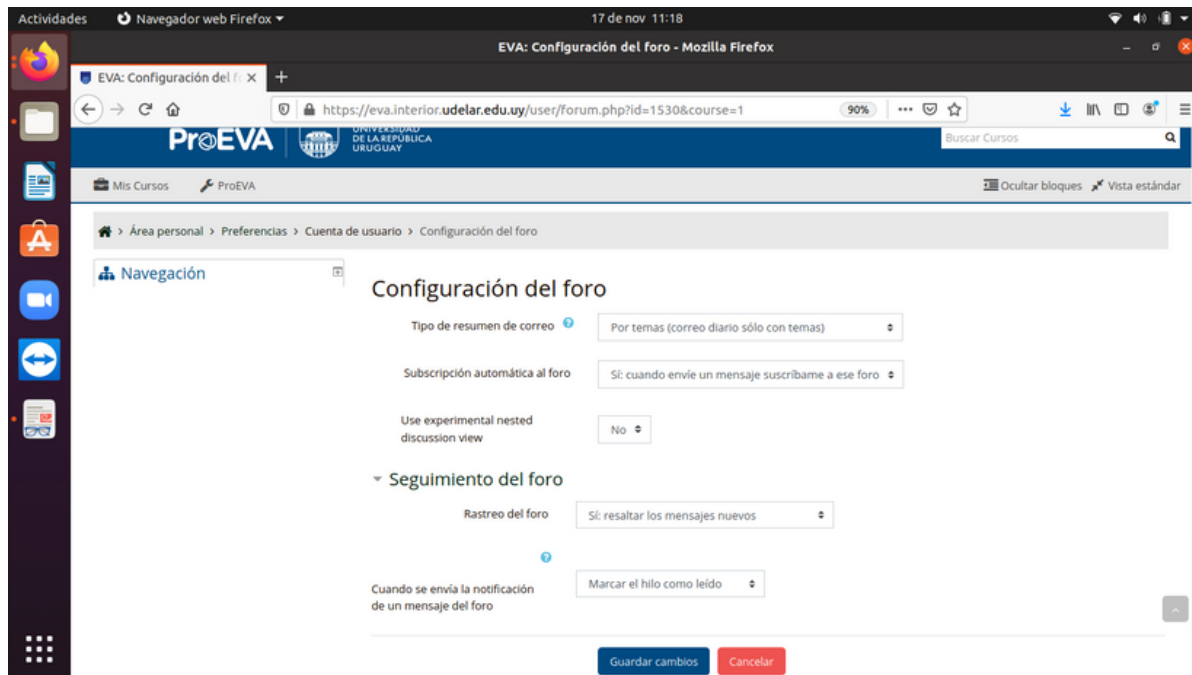 Actividades Navegador web Firefox 17 de nov 11:18
EVA: Configuración del foro - Mozilla Firefox
EVA: Configuración del fo
https://eva.interior.udelar.edu.uy/user/forum.php?id=1530&course=1 90%
ProEVA
UNIVERSIDAD
DE LA REPÚBLICA
URUGUAY
Buscar Cursos
Mis Cursos ProEVA Ocultar bloques Vista estándar
Área personal > Preferencias > Cuenta de usuario > Configuración del foro
Navegación
Configuración del foro
Tipo de resumen de correo Por temas (correo diario sólo con temas)
Subscripción automática al foro Sí: cuando envíe un mensaje suscríbame a ese foro
Use experimental nested
discussion view
No
Seguimiento del foro
Rastreo del foro Sí: resaltar los mensajes nuevos
Cuando se envía la notificación
de un mensaje del foro
Marcar el hilo como leído
Guardar cambios Cancelar